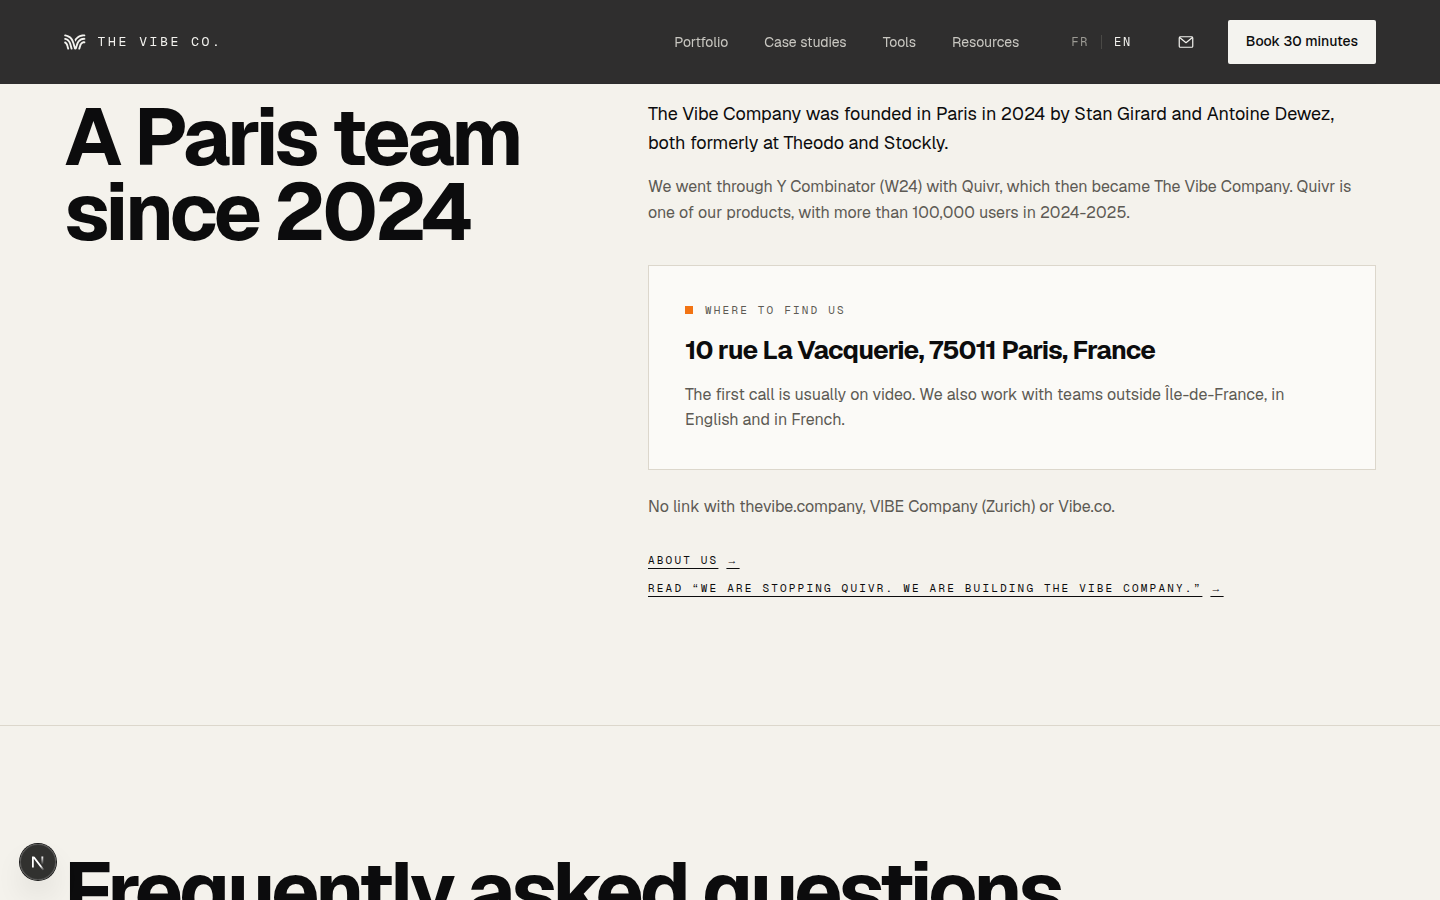 THE VIBE CO.
Portfolio
Case studies
Tools
Resources
FR
EN
Book 30 minutes
A Paris team
since 2024
The Vibe Company was founded in Paris in 2024 by Stan Girard and Antoine Dewez,
both formerly at Theodo and Stockly.
We went through Y Combinator (W24) with Quivr, which then became The Vibe Company. Quivr is
one of our products, with more than 100,000 users in 2024-2025.
WHERE TO FIND US
10 rue La Vacquerie, 75011 Paris, France
The first call is usually on video. We also work with teams outside Île-de-France, in
English and in French.
No link with thevibe.company, VIBE Company (Zurich) or Vibe.co.
ABOUT US →
READ “WE ARE STOPPING QUIVR. WE ARE BUILDING THE VIBE COMPANY.” →
N
Frequently asked questions